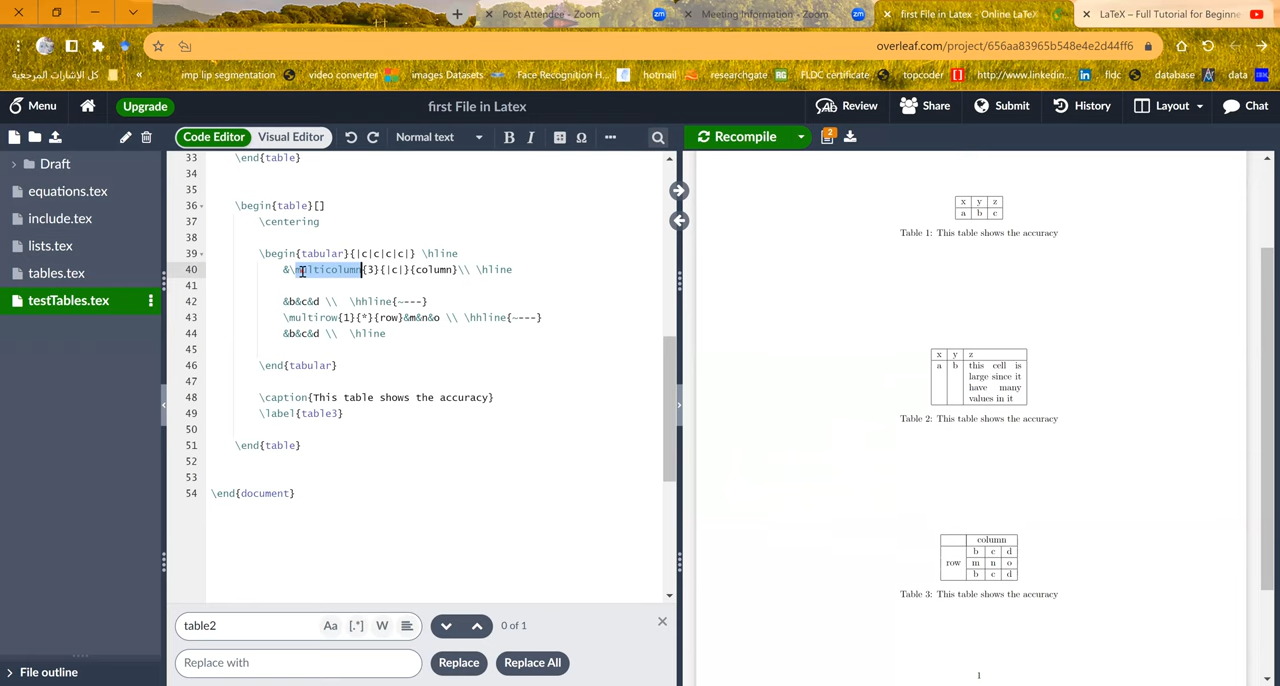 Post Attendee - Zoom
Meeting Information - Zoom
first File in Latex - Online LaTeX
LaTeX – Full Tutorial for Beginne
overleaf.com/project/656aa83965b548e4e2d44ff6
كل الإشارات المرجعية
»
imp lip segmentation
video converter
images Datasets
Face Recognition H...
hotmail
researchgate
FLDC certificate
topcoder
http://www.linkedin...
fldc
database
data
Menu
Upgrade
first File in Latex
Review
Share
Submit
History
Layout
Chat
Code Editor
Visual Editor
Normal text
B I Ω
Recompile
2
Draft
equations.tex
include.tex
lists.tex
tables.tex
testTables.tex
File outline
33 \end{table}
34
35
36 \begin{table}[]
37 \centering
38
39 \begin{tabular}{|c|c|c|c|} \hline
40 &\multicolumn{3}{|c|}{column}\\ \hline
41
42 &b&c&d \\ \hhline{~---}
43 \multirow{1}{*}{row}&m&n&o \\ \hhline{~---}
44 &b&c&d \\ \hline
45
46 \end{tabular}
47
48 \caption{This table shows the accuracy}
49 \label{table3}
50
51 \end{table}
52
53
54 \end{document}
table2
Aa [.*] W
0 of 1
Replace with
Replace
Replace All
x y z
a b c
Table 1: This table shows the accuracy
x y z
a b this cell is
large since it
have many
values in it
Table 2: This table shows the accuracy
column
b c d
row m n o
b c d
Table 3: This table shows the accuracy
1